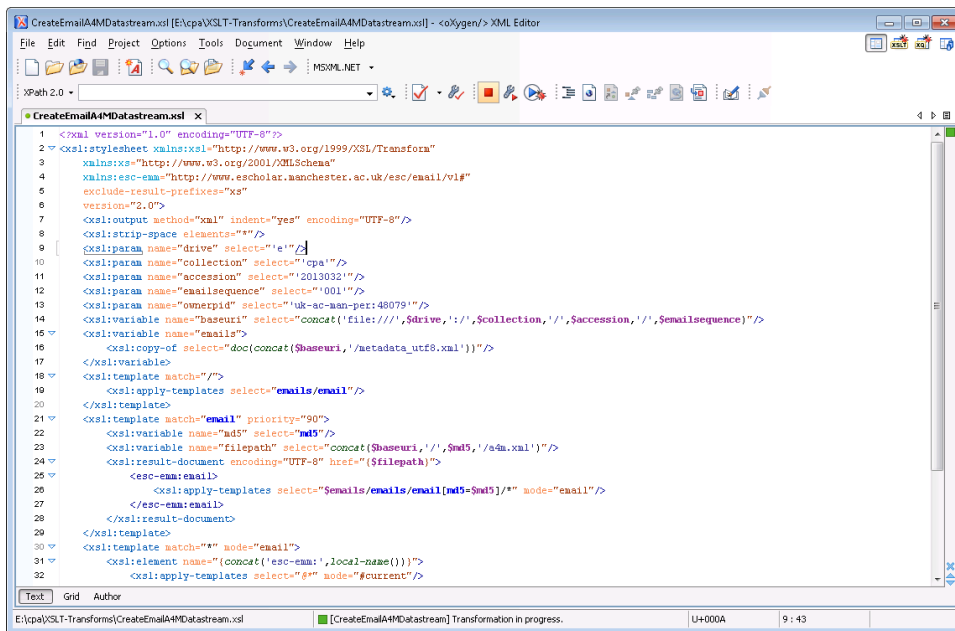 CreateEmailA4MDatastream.xsl [E:\cpa\XSLT-Transforms\CreateEmailA4MDatastream.xsl] - <oXygen/> XML Editor
File Edit Find Project Options Tools Document Window Help
MSXML.NET
XPath 2.0
CreateEmailA4MDatastream.xsl
1 <?xml version="1.0" encoding="UTF-8"?>
2 <xsl:stylesheet xmlns:xsl="http://www.w3.org/1999/XSL/Transform"
3 xmlns:xs="http://www.w3.org/2001/XMLSchema"
4 xmlns:esc-emm="http://www.escholar.manchester.ac.uk/esc/email/v1#"
5 exclude-result-prefixes="xs"
6 version="2.0">
7 <xsl:output method="xml" indent="yes" encoding="UTF-8"/>
8 <xsl:strip-space elements="*"/>
9 <xsl:param name="drive" select="'e'"/>
10 <xsl:param name="collection" select="'cpa'"/>
11 <xsl:param name="accession" select="'2013032'"/>
12 <xsl:param name="emailsequence" select="'001'"/>
13 <xsl:param name="ownerpid" select="'uk-ac-man-per:48079'"/>
14 <xsl:variable name="baseuri" select="concat('file:///',$drive,':/',$collection,'/',$accession,'/',$emailsequence)"/>
15 <xsl:variable name="emails">
16 <xsl:copy-of select="doc(concat($baseuri,'/metadata_utf8.xml'))"/>
17 </xsl:variable>
18 <xsl:template match="/">
19 <xsl:apply-templates select="emails/email"/>
20 </xsl:template>
21 <xsl:template match="email" priority="90">
22 <xsl:variable name="md5" select="md5"/>
23 <xsl:variable name="filepath" select="concat($baseuri,'/',$md5,'/a4m.xml')"/>
24 <xsl:result-document encoding="UTF-8" href="{$filepath}">
25 <esc-emm:email>
26 <xsl:apply-templates select="$emails/emails/email[md5=$md5]/*" mode="email"/>
27 </esc-emm:email>
28 </xsl:result-document>
29 </xsl:template>
30 <xsl:template match="*" mode="email">
31 <xsl:element name="{concat('esc-emm:',local-name())}">
32 <xsl:apply-templates select="@*" mode="#current"/>
Text Grid Author
E:\cpa\XSLT-Transforms\CreateEmailA4MDatastream.xsl [CreateEmailA4MDatastream] Transformation in progress. U+000A 9 : 43